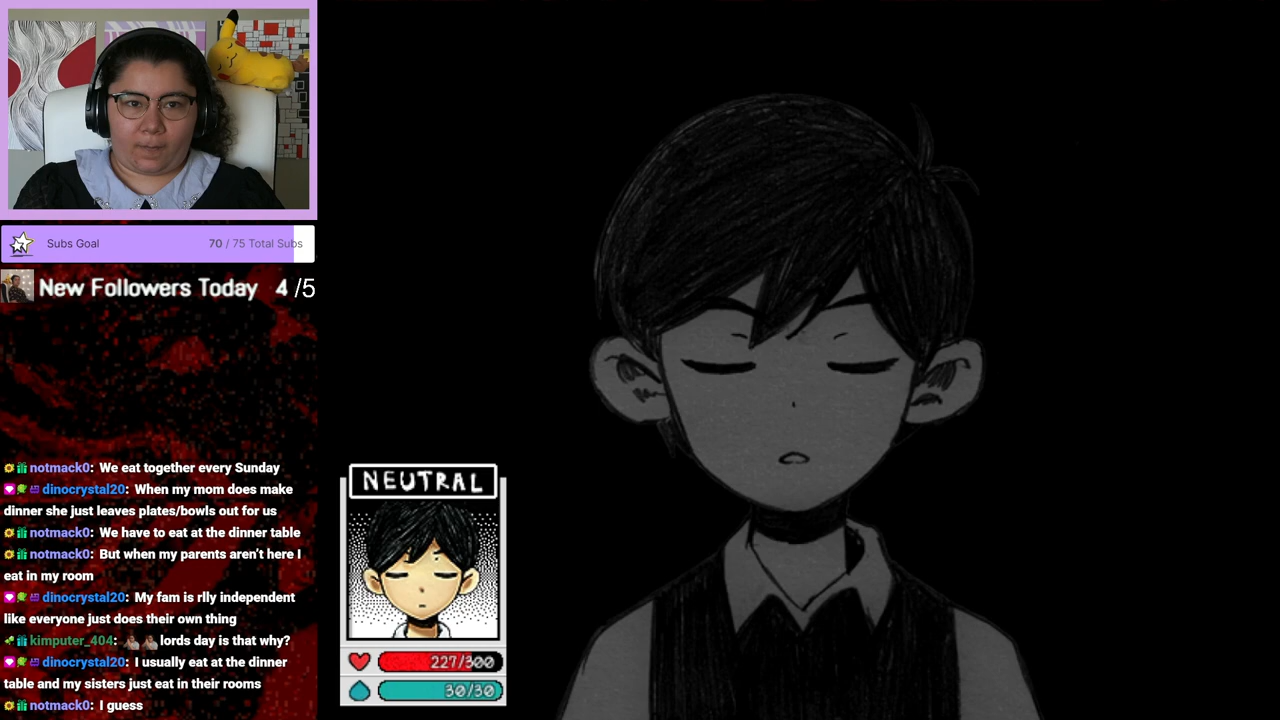 Subs Goal 70 / 75 Total Subs
New Followers Today 4 /5
notmack0: We eat together every Sunday
dinocrystal20: When my mom does make
dinner she just leaves plates/bowls out for us
notmack0: We have to eat at the dinner table
notmack0: But when my parents aren't here I
eat in my room
dinocrystal20: My fam is rlly independent
like everyone just does their own thing
kimputer_404: lords day is that why?
dinocrystal20: I usually eat at the dinner
table and my sisters just eat in their rooms
notmack0: I guess
NEUTRAL
227/300
30/30